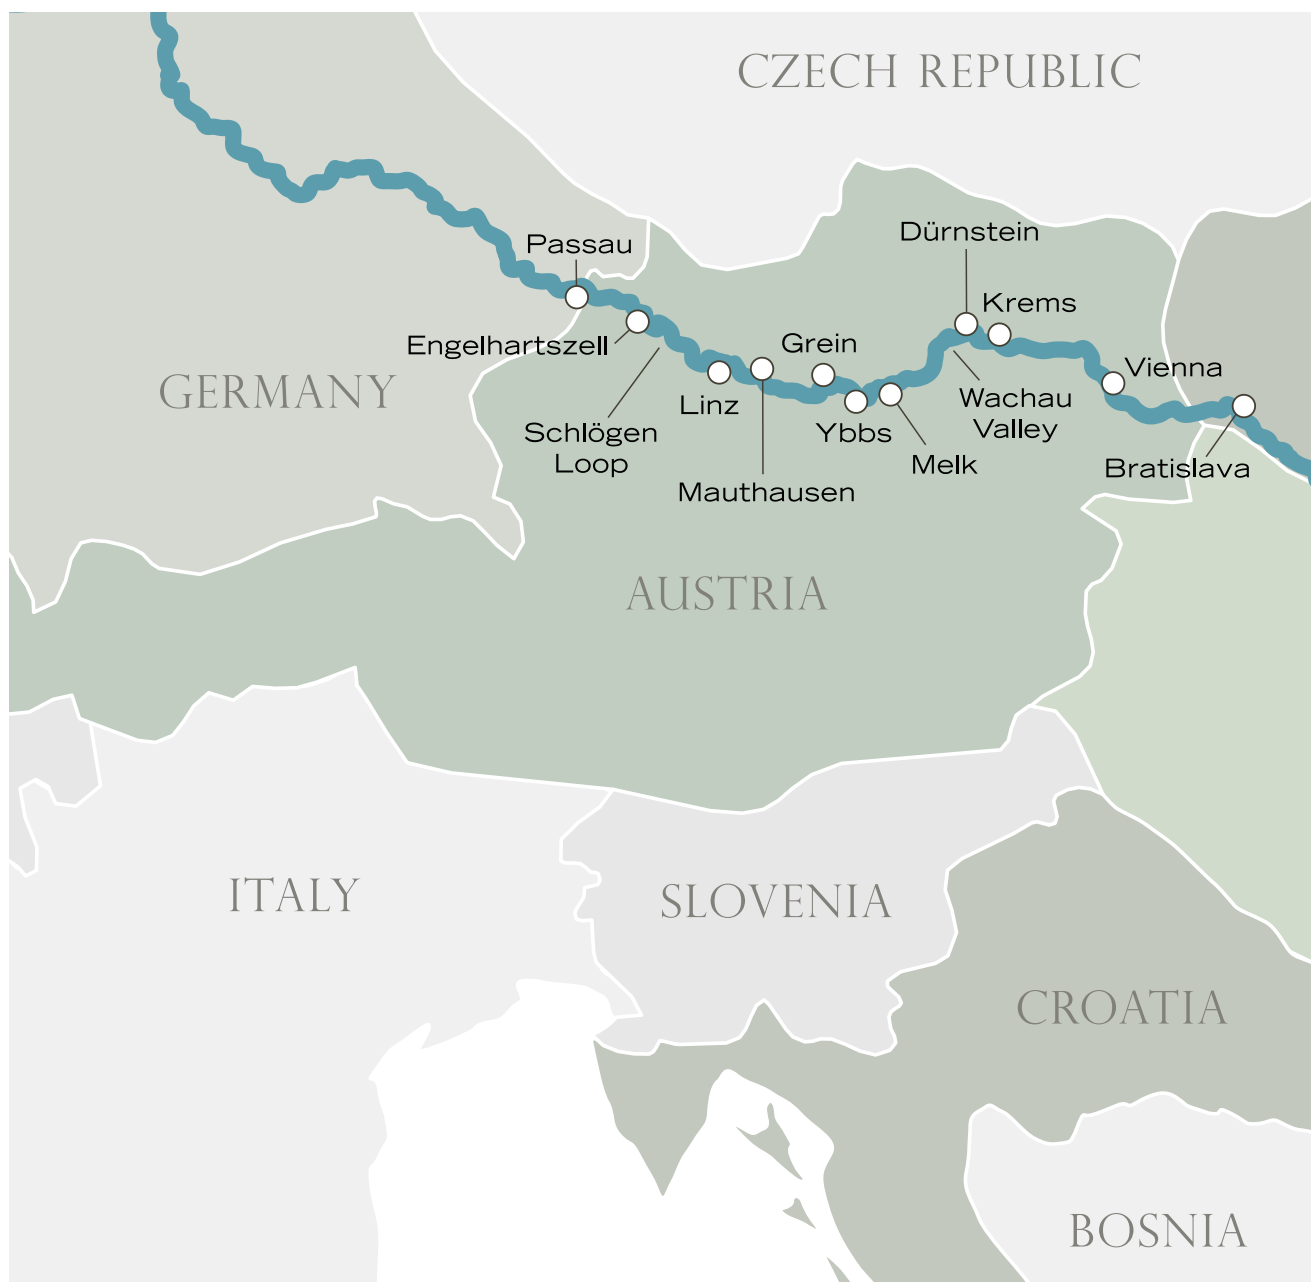 CZECH REPUBLIC
Dürnstein
Passau
Krems
Engelhartszell
Grein
Vienna
GERMANY
Linz
Wachau
Valley
Schlögen
Loop
Ybbs
Melk
Bratislava
Mauthausen
AUSTRIA
ITALY
SLOVENIA
CROATIA
BOSNIA